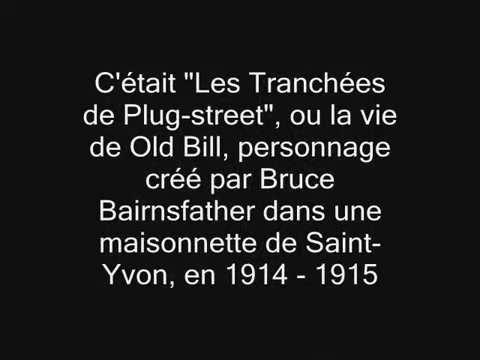 C'était "Les Tranchées
de Plug-street", ou la vie
de Old Bill, personnage
créé par Bruce
Bairnsfather dans une
maisonnette de Saint-
Yvon, en 1914 - 1915